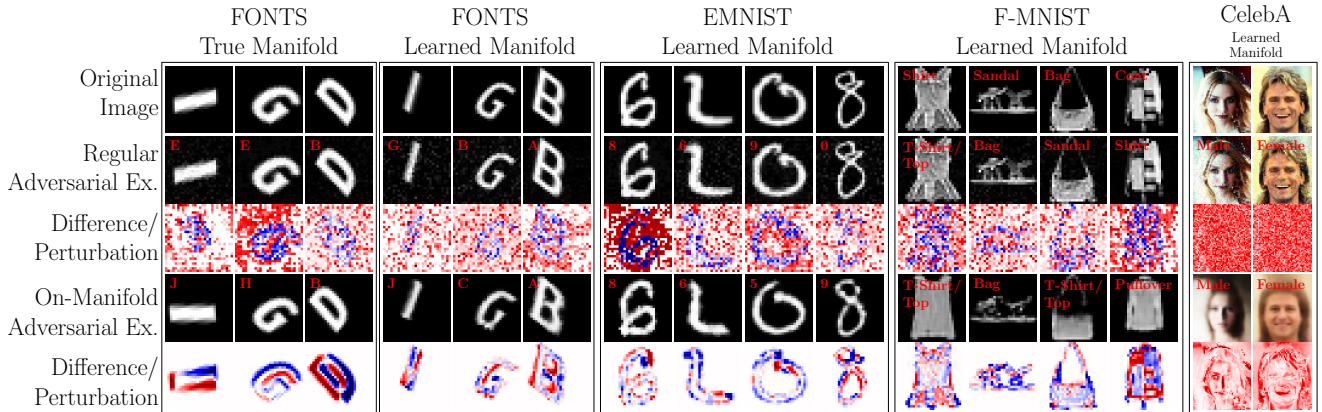 FONTS
True Manifold
FONTS
Learned Manifold
EMNIST
Learned Manifold
F-MNIST
Learned Manifold
CelebA
Learned
Manifold
Original
Image
Shirt Sandal Bag Coat
Regular
Adversarial Ex.
E E B G B A 8 6 9 0 T-Shirt/
Top Bag Sandal Shirt Male Female
Difference/
Perturbation
On-Manifold
Adversarial Ex.
J H B J C A 8 6 5 9 T-Shirt/
Top Bag T-Shirt/
Top Pullover Male Female
Difference/
Perturbation